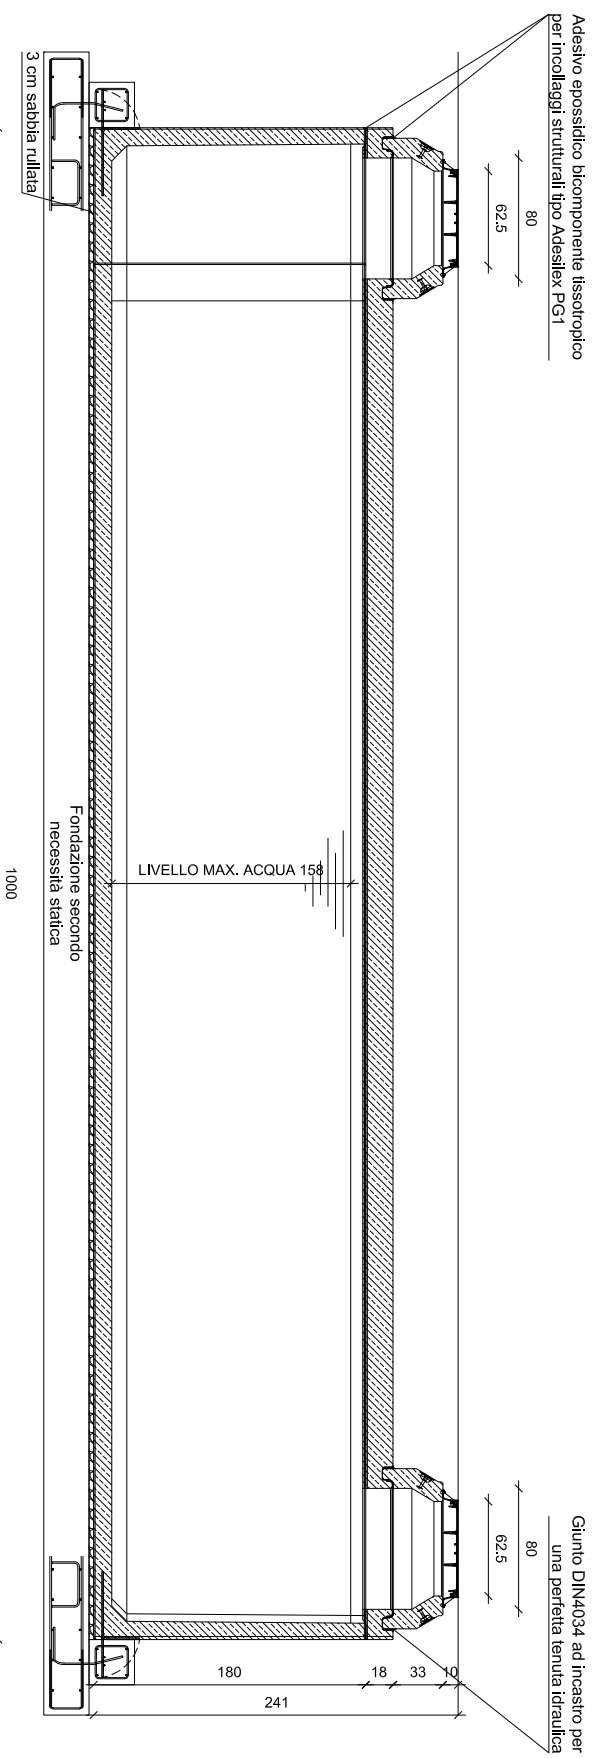 Adesivo epossidico bicomponente tissotropico
per incollaggi strutturali tipo Adesilex PG1
80
62.5
Giunto DIN4034 ad incastro per
una perfetta tenuta idraulica
80
62.5
LIVELLO MAX. ACQUA 158
180
18
33
10
241
3 cm sabbia rullata
Fondazione secondo
necessità statica
1000